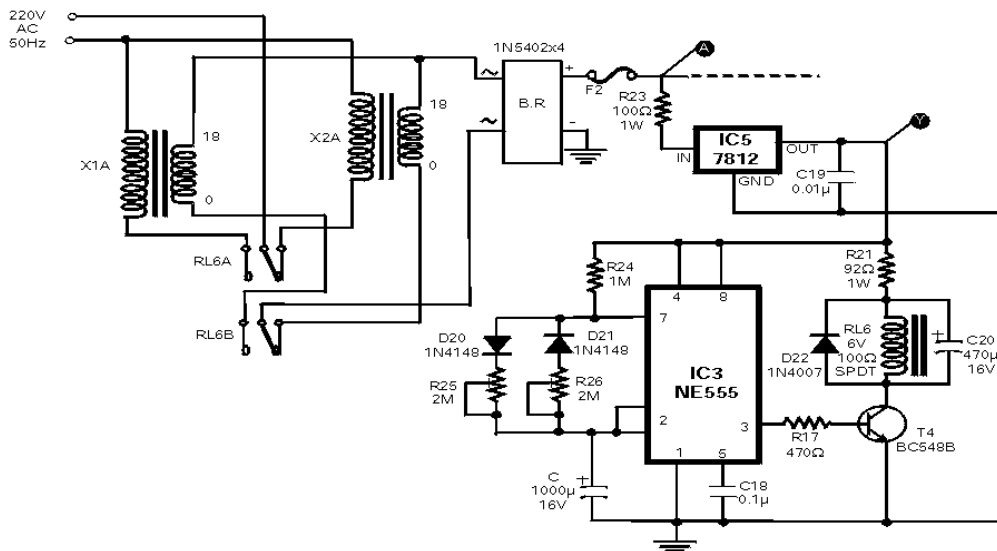 220V
AC
50Hz
1N5402x4
A
~
+
B.R
F2
R23
100Ω
1W
~
-
18
X2A
0
18
X1A
0
IC5
7812
IN
OUT
GND
Y
C19
0.01µ
RL6A
RL6B
R24
1M
4
8
R21
92Ω
1W
D20
1N4148
D21
1N4148
7
R25
2M
R26
2M
IC3
NE555
2
3
1
5
D22
1N4007
RL6
6V
100Ω
SPDT
+
C20
470µ
16V
R17
470Ω
T4
BC548B
C
1000µ
16V
+
C18
0.1µ